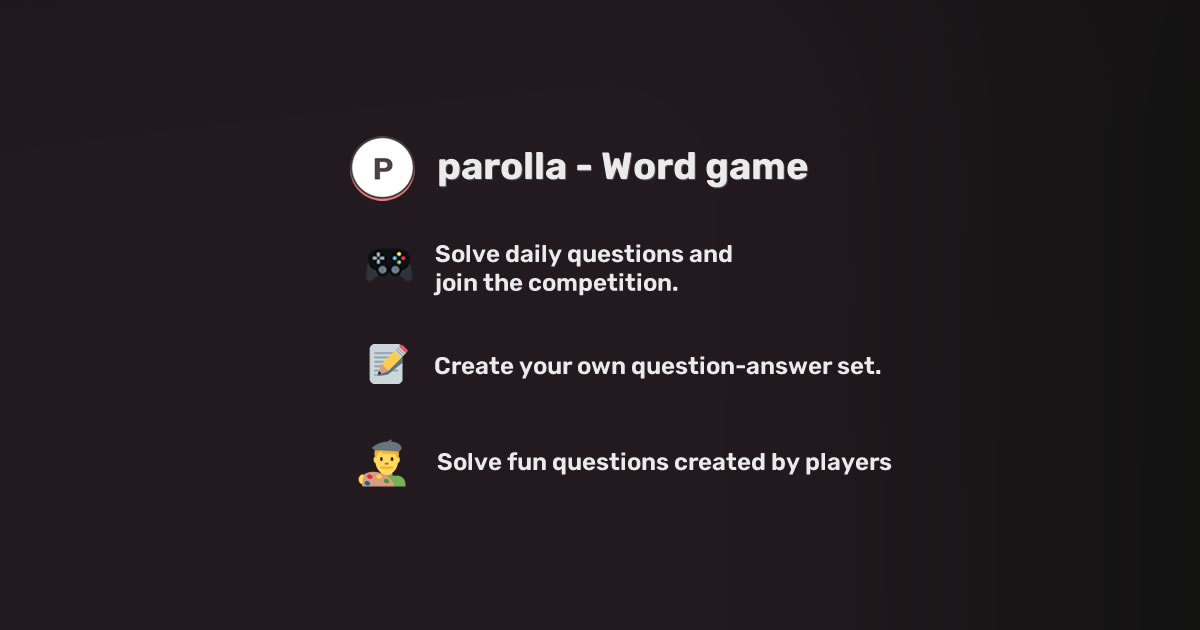 P
parolla - Word game
Solve daily questions and
join the competition.
Create your own question-answer set.
Solve fun questions created by players